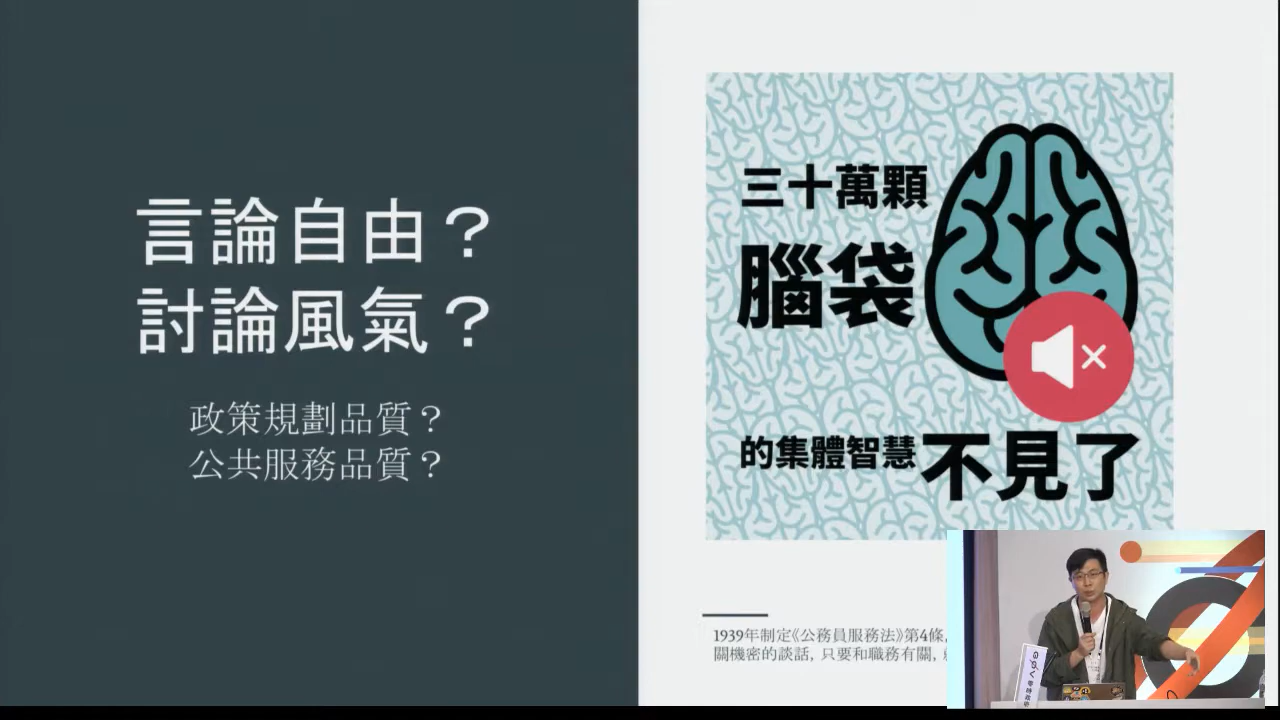 言論自由？
討論風氣？
政策規劃品質？
公共服務品質？
三十萬顆
腦袋
的集體智慧不見了
1939年制定《公務員服務法》第4條，
關機密的談話，只要和職務有關，